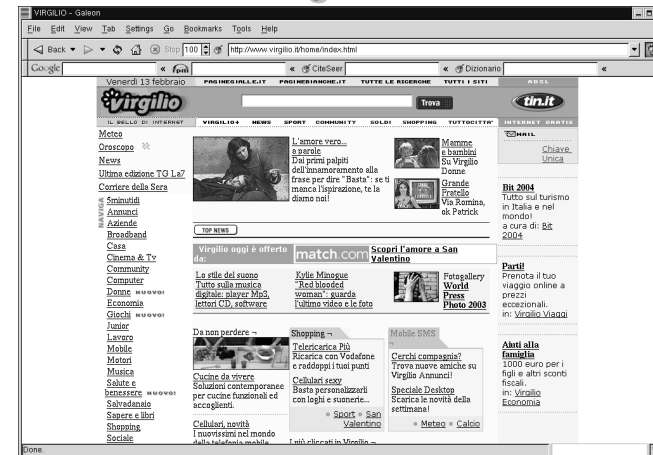 VIRGILIO - Galeon
File Edit View Tab Settings Go Bookmarks Tools Help
Back Stop 100 http://www.virgilio.it/home/index.html
Google « fpm « CiteSeer « Dizionario «
Venerdì 13 febbraio PAGINEGIALLE.IT PAGINEBIANCHE.IT TUTTE LE RICERCHE TUTTI I SITI ADSL
Virgilio Trova tin.it
IL BELLO DI INTERNET VIRGILIO+ NEWS SPORT COMMUNITY SOLDI SHOPPING TUTTOCITTA' INTERNET GRATIS
Meteo
Oroscopo
News
Ultima edizione TG La7
Corriere della Sera
NAVIGA
5minutidi
Annunci
Aziende
Broadband
Casa
Cinema & Tv
Community
Computer
Donne NUOVO!
Economia
Giochi NUOVO!
Junior
Lavoro
Mobile
Motori
Musica
Salute e
benessere NUOVO!
Salvadanaio
Sapere e libri
Shopping
Sociale
L'amore vero...
a parole
Dai primi palpiti
dell'innamoramento alla
frase per dire "Basta": se ti
manca l'ispirazione, te la
diamo noi!
Mamme
e bambini
Su Virgilio
Donne
Grande
Fratello
Via Romina,
ok Patrick
TOP NEWS
Virgilio oggi è offerto
da:
match.com
Scopri l'amore a San
Valentino
Lo stile del suono
Tutto sulla musica
digitale: player Mp3,
lettori CD, software
Kylie Minogue
"Red blooded
woman": guarda
l'ultimo video e le foto
Fotogallery
World
Press
Photo 2003
Da non perdere ¬
Cucine da vivere
Soluzioni contemporanee
per cucine funzionali ed
accoglienti.
Cellulari, novità
I nuovissimi nel mondo
della telefonia mobile
Shopping ¬
Telericarica Più
Ricarica con Vodafone
e raddoppi i tuoi punti
Cellulari sexy
Basta personalizzarli
con loghi e suonerie...
Sport San
Valentino
I più cliccati in Virgilio ¬
Mobile SMS
¬
Cerchi compagnia?
Trova nuove amiche su
Virgilio Annunci!
Speciale Desktop
Scarica le novità della
settimana!
Meteo Calcio
MAIL
Chiave
Unica
Bit 2004
Tutto sul turismo
in Italia e nel
mondo!
a cura di: Bit
2004
Parti!
Prenota il tuo
viaggio online a
prezzi
eccezionali.
in: Virgilio Viaggi
Aiuti alla
famiglia
1000 euro per i
figli e altri sconti
fiscali.
in: Virgilio
Economia
Done.